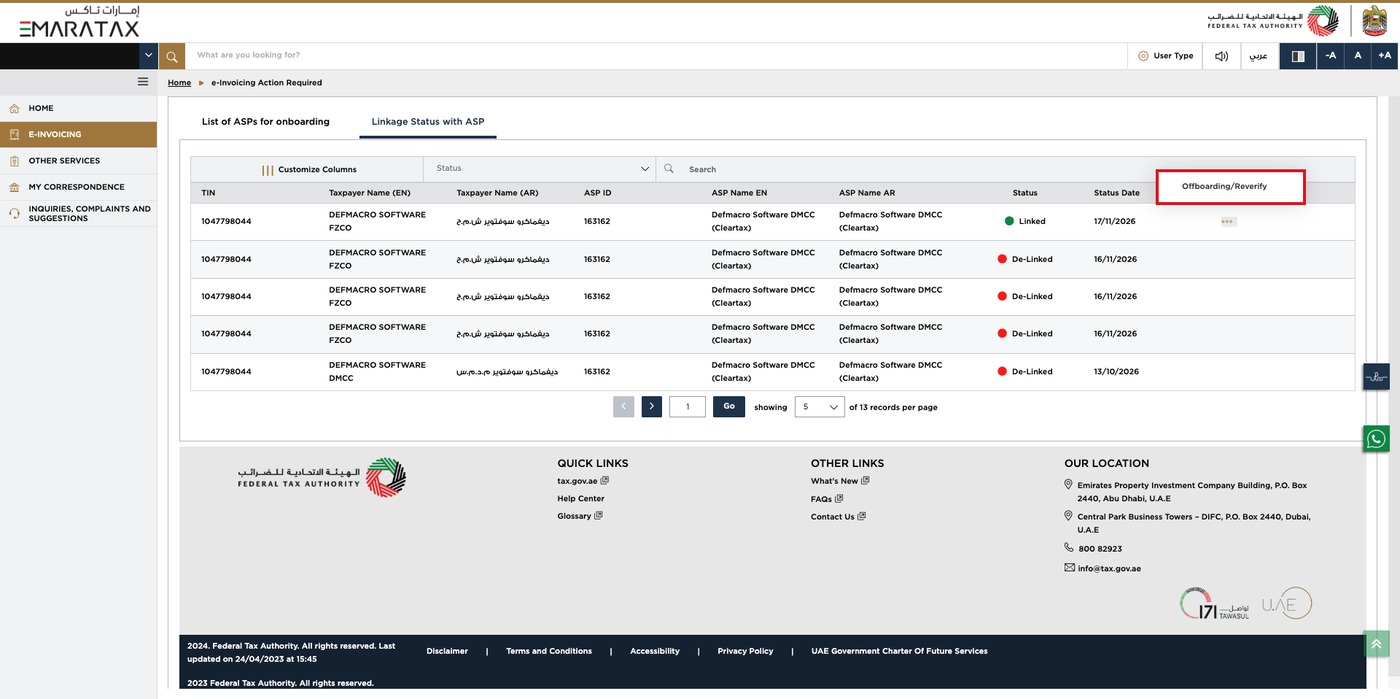 إمارات تاكس
EMARATAX
الهيئة الاتحادية للضرائب
FEDERAL TAX AUTHORITY
What are you looking for?
User Type
عربي
-A
A
+A
Home
e-Invoicing Action Required
HOME
E-INVOICING
OTHER SERVICES
MY CORRESPONDENCE
INQUIRIES, COMPLAINTS AND
SUGGESTIONS
List of ASPs for onboarding
Linkage Status with ASP
Customize Columns
Status
Search
Offboarding/Reverify
TIN
Taxpayer Name (EN)
Taxpayer Name (AR)
ASP ID
ASP Name EN
ASP Name AR
Status
Status Date
1047798044
DEFMACRO SOFTWARE
FZCO
ديفماكرو سوفتوير ش.م.ح
163162
Defmacro Software DMCC
(Cleartax)
Defmacro Software DMCC
(Cleartax)
Linked
17/11/2026
1047798044
DEFMACRO SOFTWARE
FZCO
ديفماكرو سوفتوير ش.م.ح
163162
Defmacro Software DMCC
(Cleartax)
Defmacro Software DMCC
(Cleartax)
De-Linked
16/11/2026
1047798044
DEFMACRO SOFTWARE
FZCO
ديفماكرو سوفتوير ش.م.ح
163162
Defmacro Software DMCC
(Cleartax)
Defmacro Software DMCC
(Cleartax)
De-Linked
16/11/2026
1047798044
DEFMACRO SOFTWARE
FZCO
ديفماكرو سوفتوير ش.م.ح
163162
Defmacro Software DMCC
(Cleartax)
Defmacro Software DMCC
(Cleartax)
De-Linked
16/11/2026
1047798044
DEFMACRO SOFTWARE
DMCC
ديفماكرو سوفتوير م.د.م.س
163162
Defmacro Software DMCC
(Cleartax)
Defmacro Software DMCC
(Cleartax)
De-Linked
13/10/2026
1
Go
showing
5
of 13 records per page
الهيئة الاتحادية للضرائب
FEDERAL TAX AUTHORITY
QUICK LINKS
tax.gov.ae
Help Center
Glossary
OTHER LINKS
What's New
FAQs
Contact Us
OUR LOCATION
Emirates Property Investment Company Building, P.O. Box
2440, Abu Dhabi, U.A.E
Central Park Business Towers – DIFC, P.O. Box 2440, Dubai,
U.A.E
800 82923
info@tax.gov.ae
171
تواصل
TAWASUL
U.AE
2024. Federal Tax Authority. All rights reserved. Last
updated on 24/04/2023 at 15:45
Disclaimer | Terms and Conditions | Accessibility | Privacy Policy | UAE Government Charter Of Future Services
2023 Federal Tax Authority. All rights reserved.